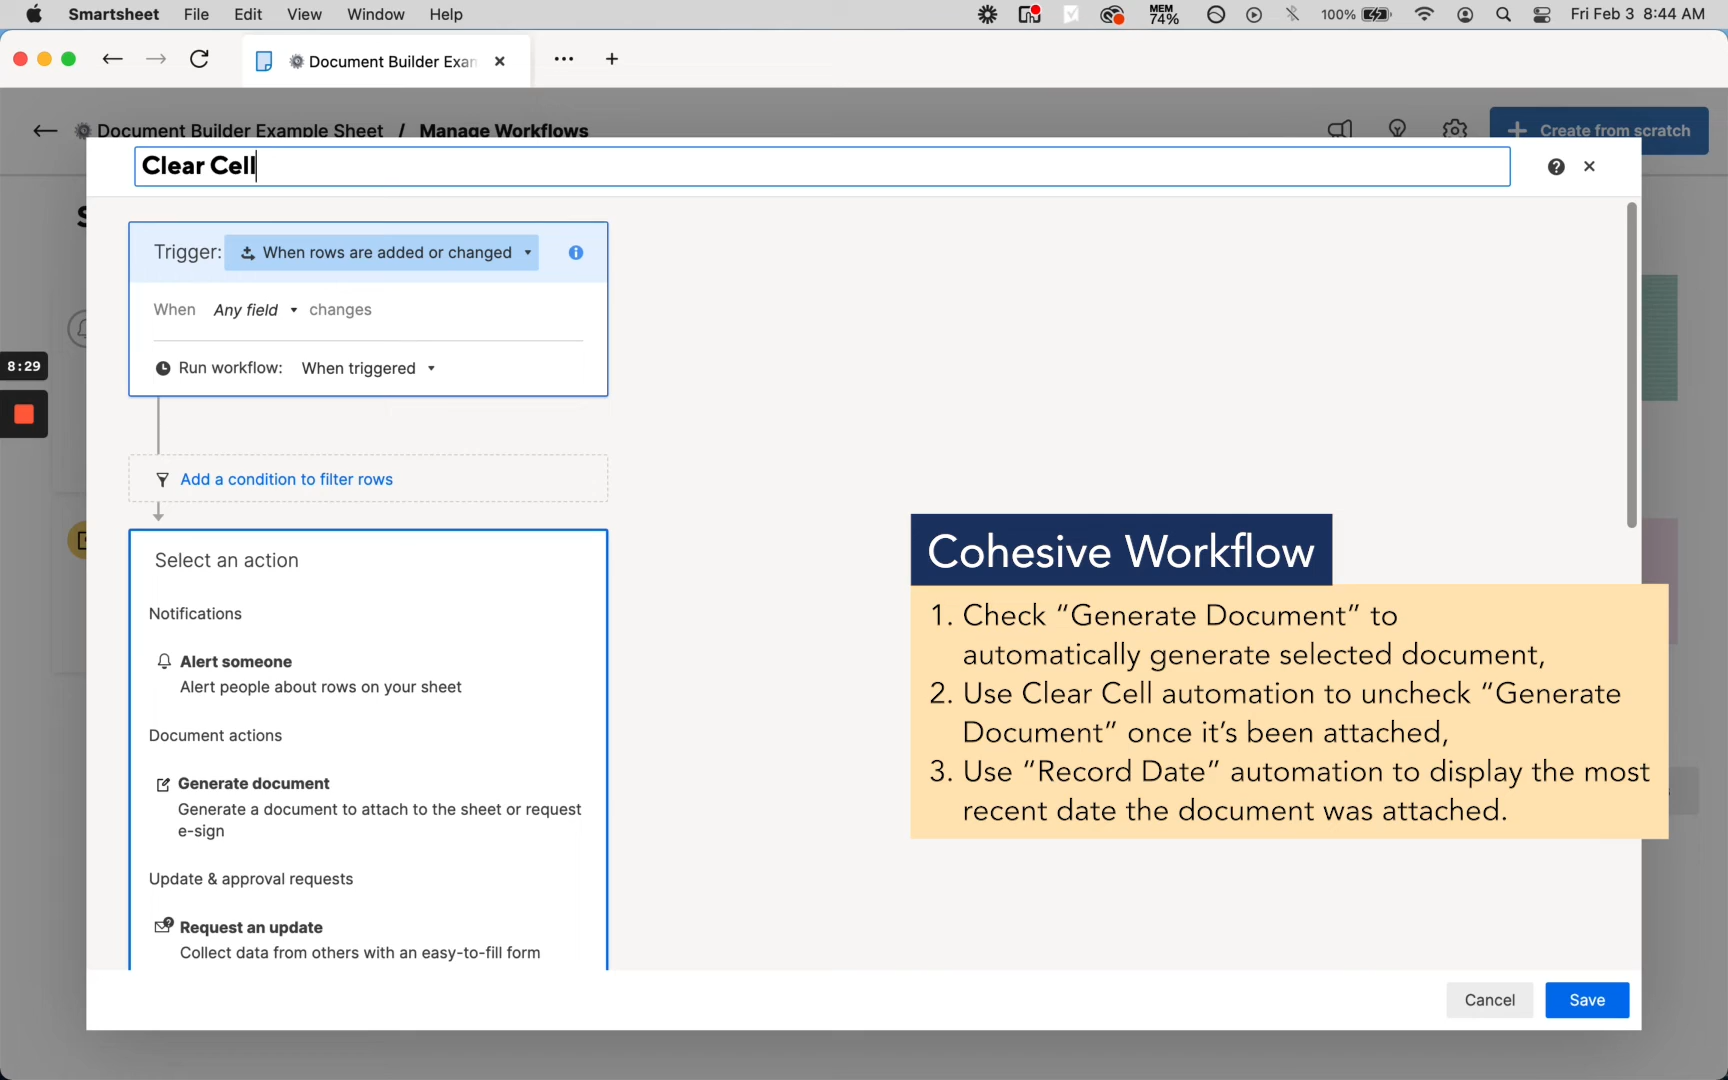 Smartsheet File Edit View Window Help MEM 74% 100% Fri Feb 3 8:44 AM
Document Builder Exan
Document Builder Example Sheet / Manage Workflows Create from scratch
Clear Cell
Trigger: When rows are added or changed
When Any field changes
8:29
Run workflow: When triggered
Add a condition to filter rows
Select an action
Notifications
Alert someone
Alert people about rows on your sheet
Document actions
Generate document
Generate a document to attach to the sheet or request
e-sign
Update & approval requests
Request an update
Collect data from others with an easy-to-fill form
Cohesive Workflow
1. Check “Generate Document” to
automatically generate selected document,
2. Use Clear Cell automation to uncheck “Generate
Document” once it’s been attached,
3. Use “Record Date” automation to display the most
recent date the document was attached.
Cancel Save